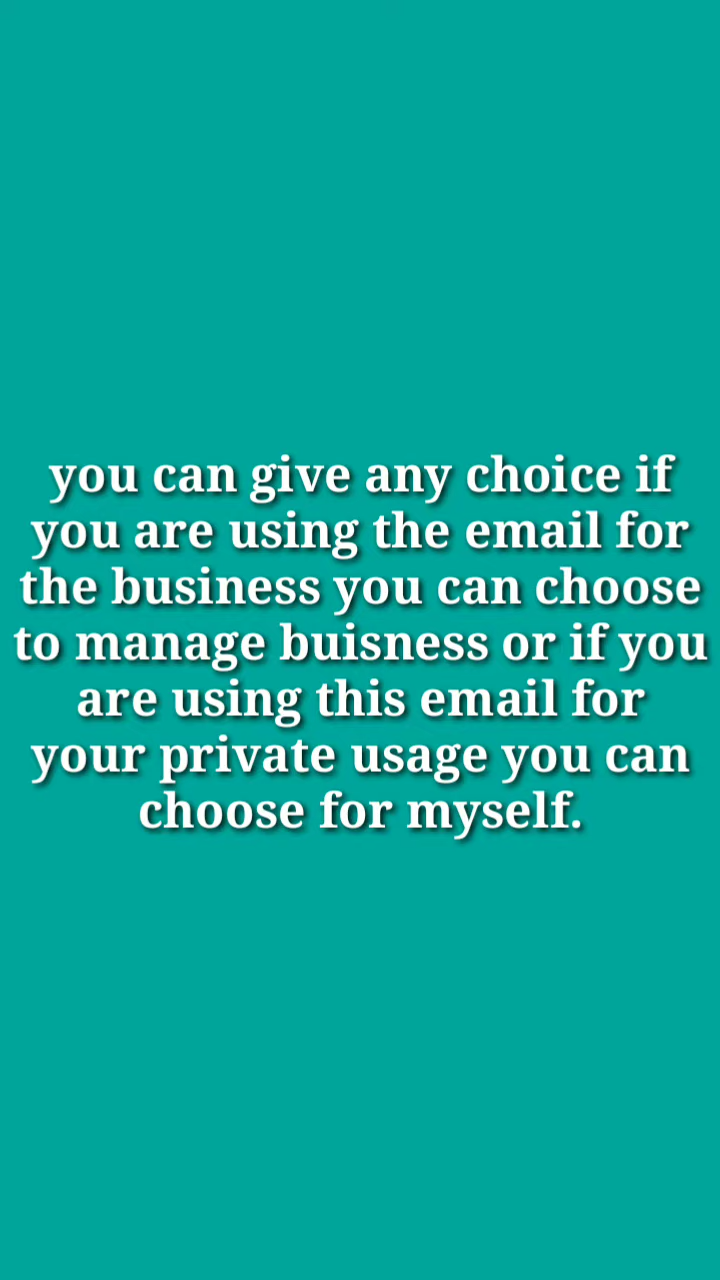 you can give any choice if
you are using the email for
the business you can choose
to manage buisness or if you
are using this email for
your private usage you can
choose for myself.